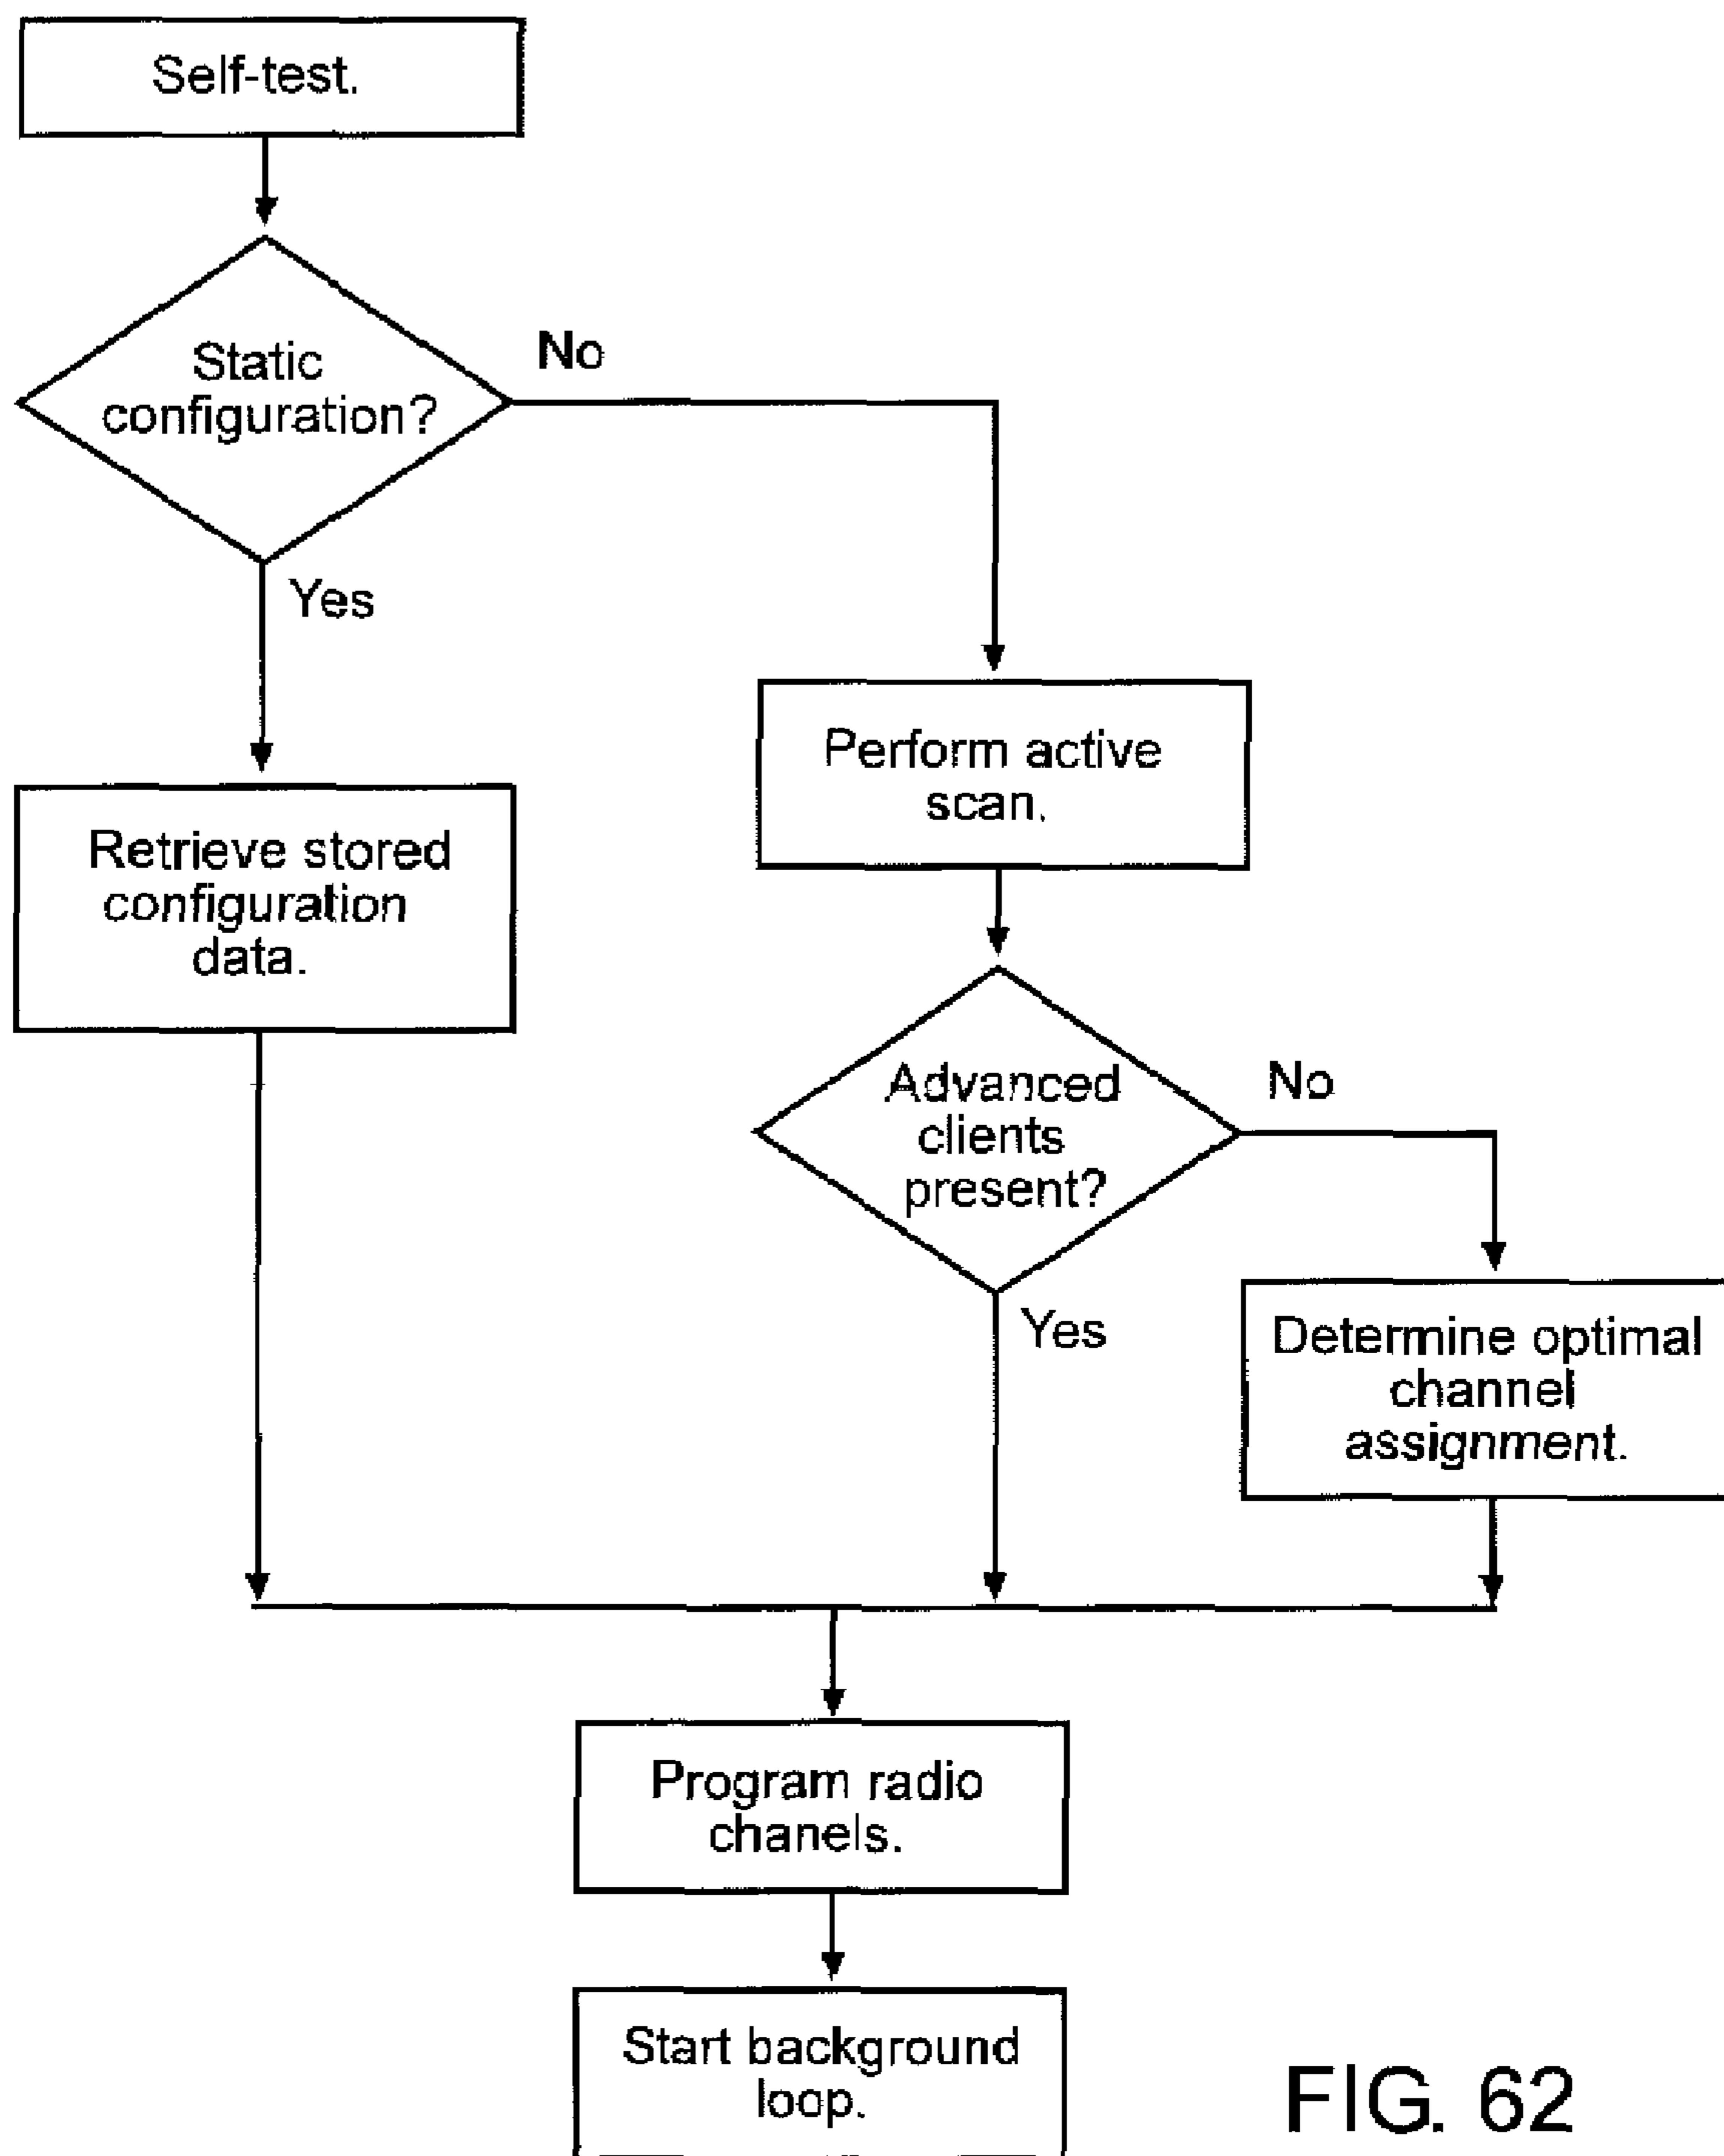 Self-test.
Static
configuration?
No
Yes
Retrieve stored
configuration
data.
Perform active
scan.
Advanced
clients
present?
No
Yes
Determine optimal
channel
assignment.
Program radio
chanels.
Start background
loop.
FIG. 62